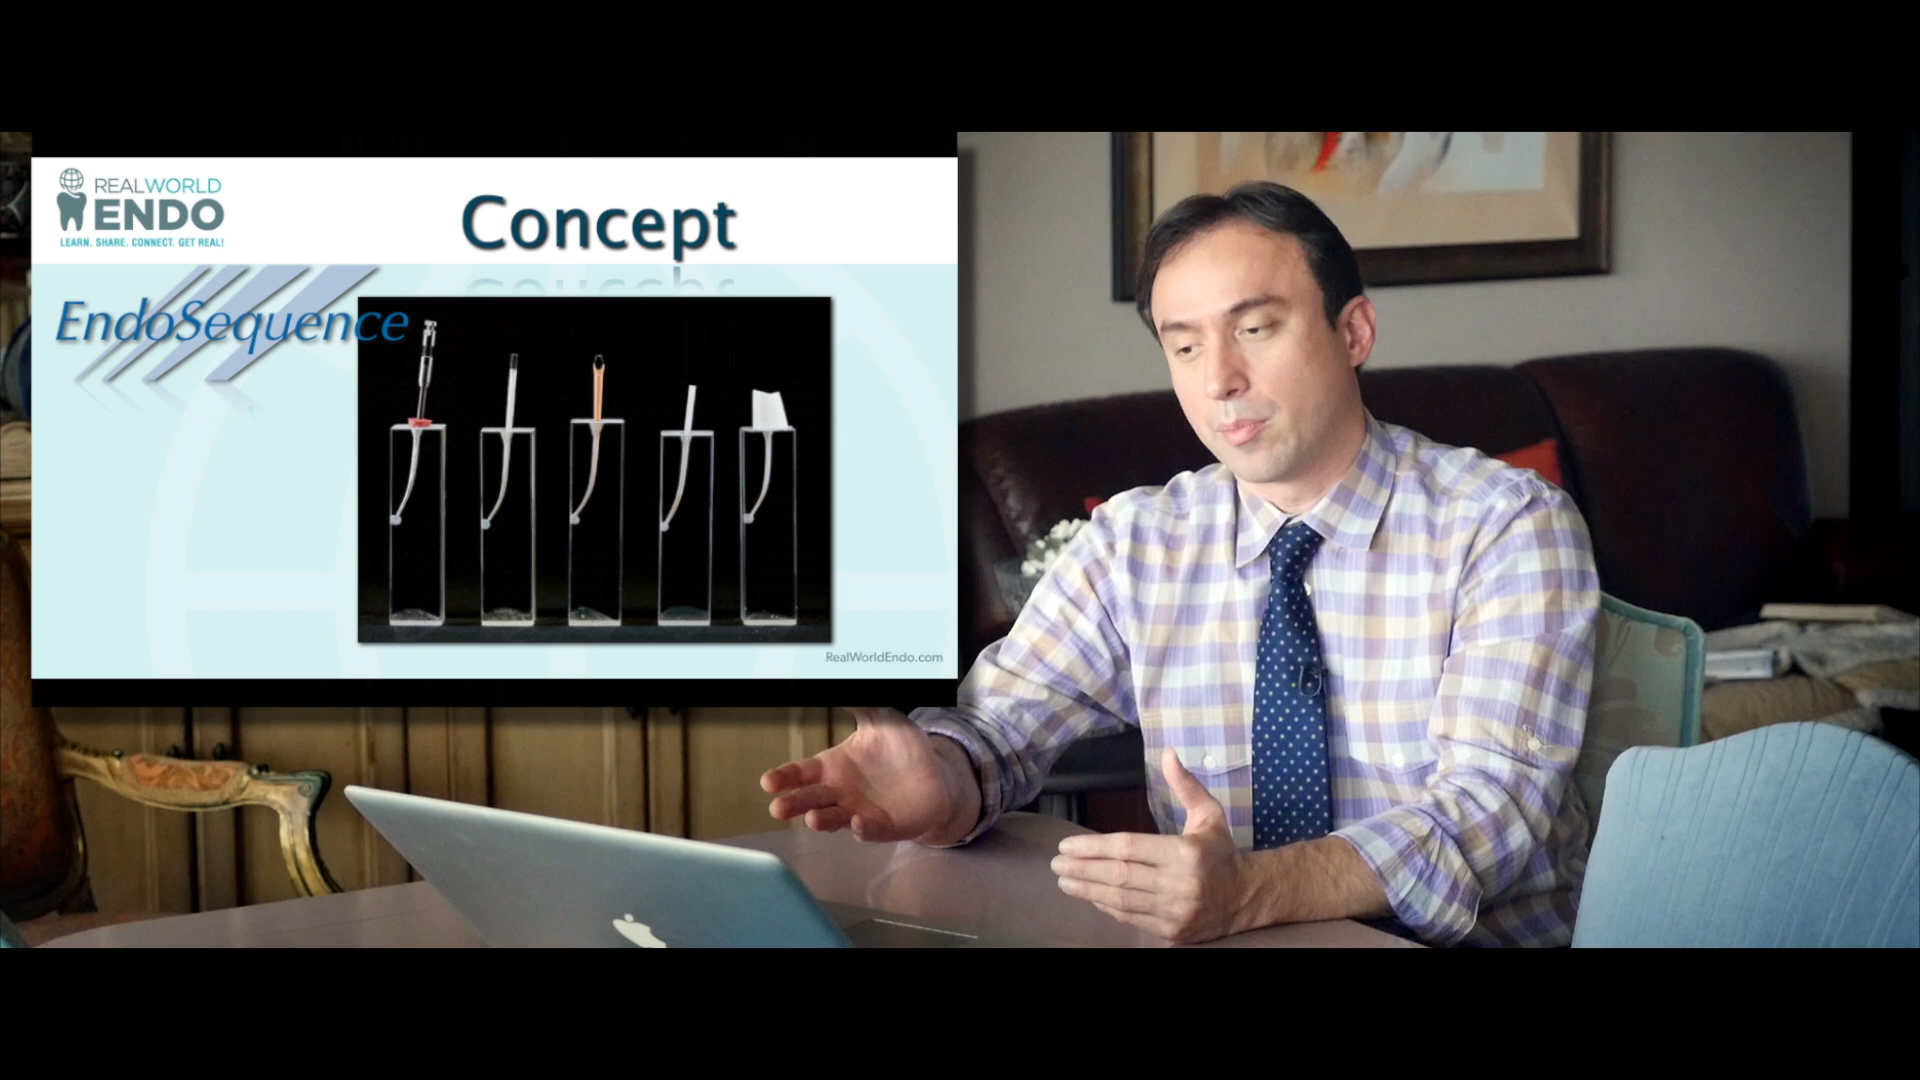 REALWORLD
ENDO
LEARN. SHARE. CONNECT. GET REAL!
Concept
EndoSequence
RealWorldEndo.com